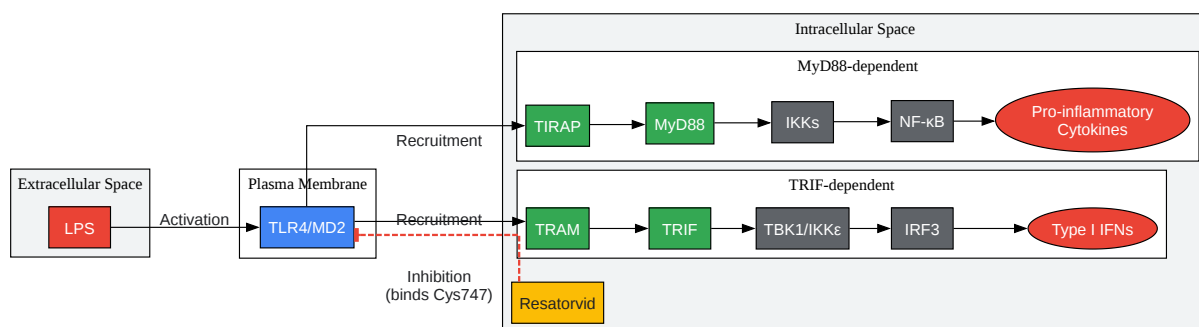 Intracellular Space
MyD88-dependent
TIRAP
MyD88
IKKs
NF-κB
Pro-inflammatory
Cytokines
Recruitment
Extracellular Space
LPS
Activation
Plasma Membrane
TLR4/MD2
Recruitment
TRIF-dependent
TRAM
TRIF
TBK1/IKKε
IRF3
Type I IFNs
Inhibition
(binds Cys747)
Resatorvid